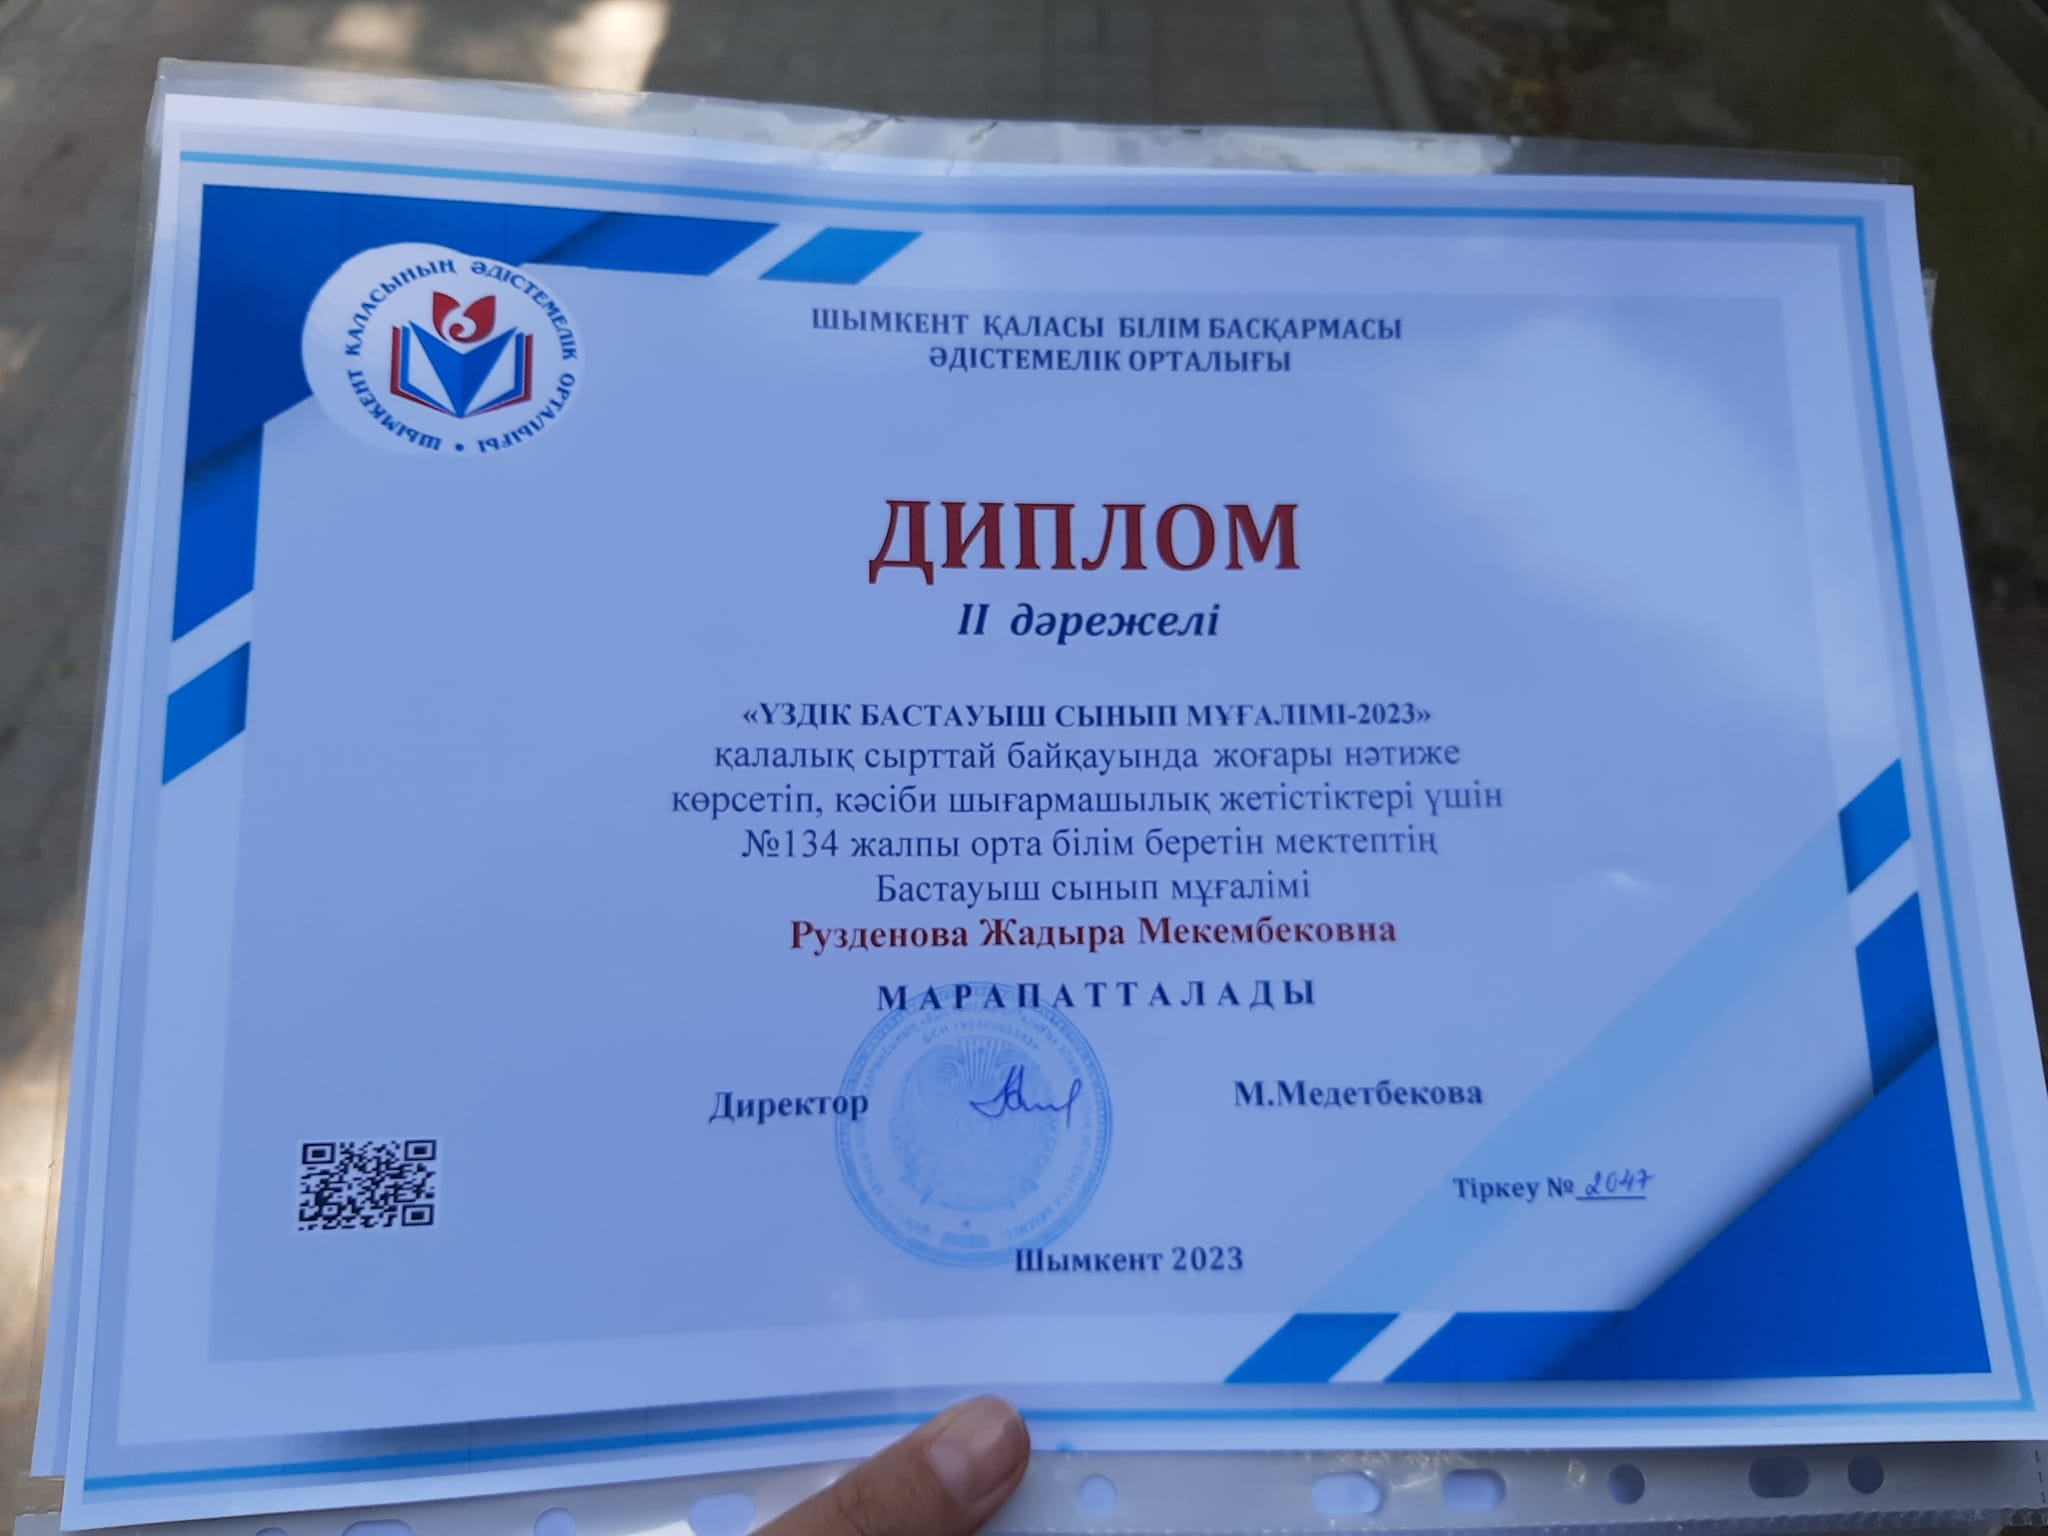 ШЫМКЕНТ ҚАЛАСЫНЫҢ ӘДІСТЕМЕЛІК ОРТАЛЫҒЫ •
ШЫМКЕНТ ҚАЛАСЫ БІЛІМ БАСҚАРМАСЫ
ӘДІСТЕМЕЛІК ОРТАЛЫҒЫ
ДИПЛОМ
II дәрежелі
«ҮЗДІК БАСТАУЫШ СЫНЫП МҰҒАЛІМІ-2023»
қалалық сырттай байқауында жоғары нәтиже
көрсетіп, кәсіби шығармашылық жетістіктері үшін
№134 жалпы орта білім беретін мектептің
Бастауыш сынып мұғалімі
Рузденова Жадыра Мекембековна
МАРАПАТТАЛАДЫ
Директор
М.Медетбекова
Тіркеу № 2047
Шымкент 2023